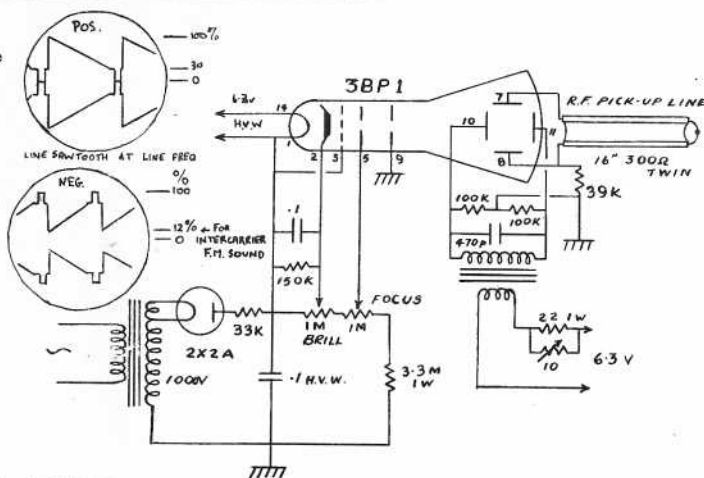 POS.
100%
30
0
LINE SAWTOOTH AT LINE FREQ
NEG.
%
100
12% ← FOR
0 INTERCARRIER
F.M. SOUND
3BP1
6.3V
H.V.W.
14
1
2
3
5
9
10
7
8
11
R.F. PICK-UP LINE
16" 300Ω
TWIN
39K
100K
100K
470p
.1
150K
FOCUS
33K
1M
BRILL
1M
2X2A
1000V
.1 H.V.W.
3.3M
1W
22 1W
10
6.3V